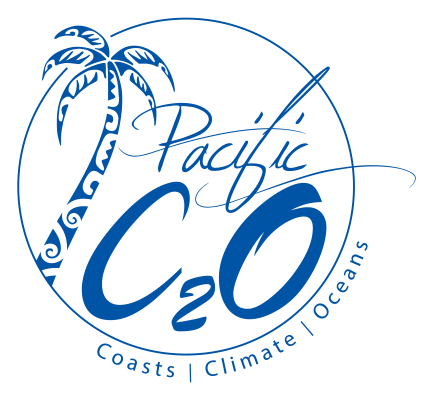 Pacific
C2O
Coasts | Climate | Oceans